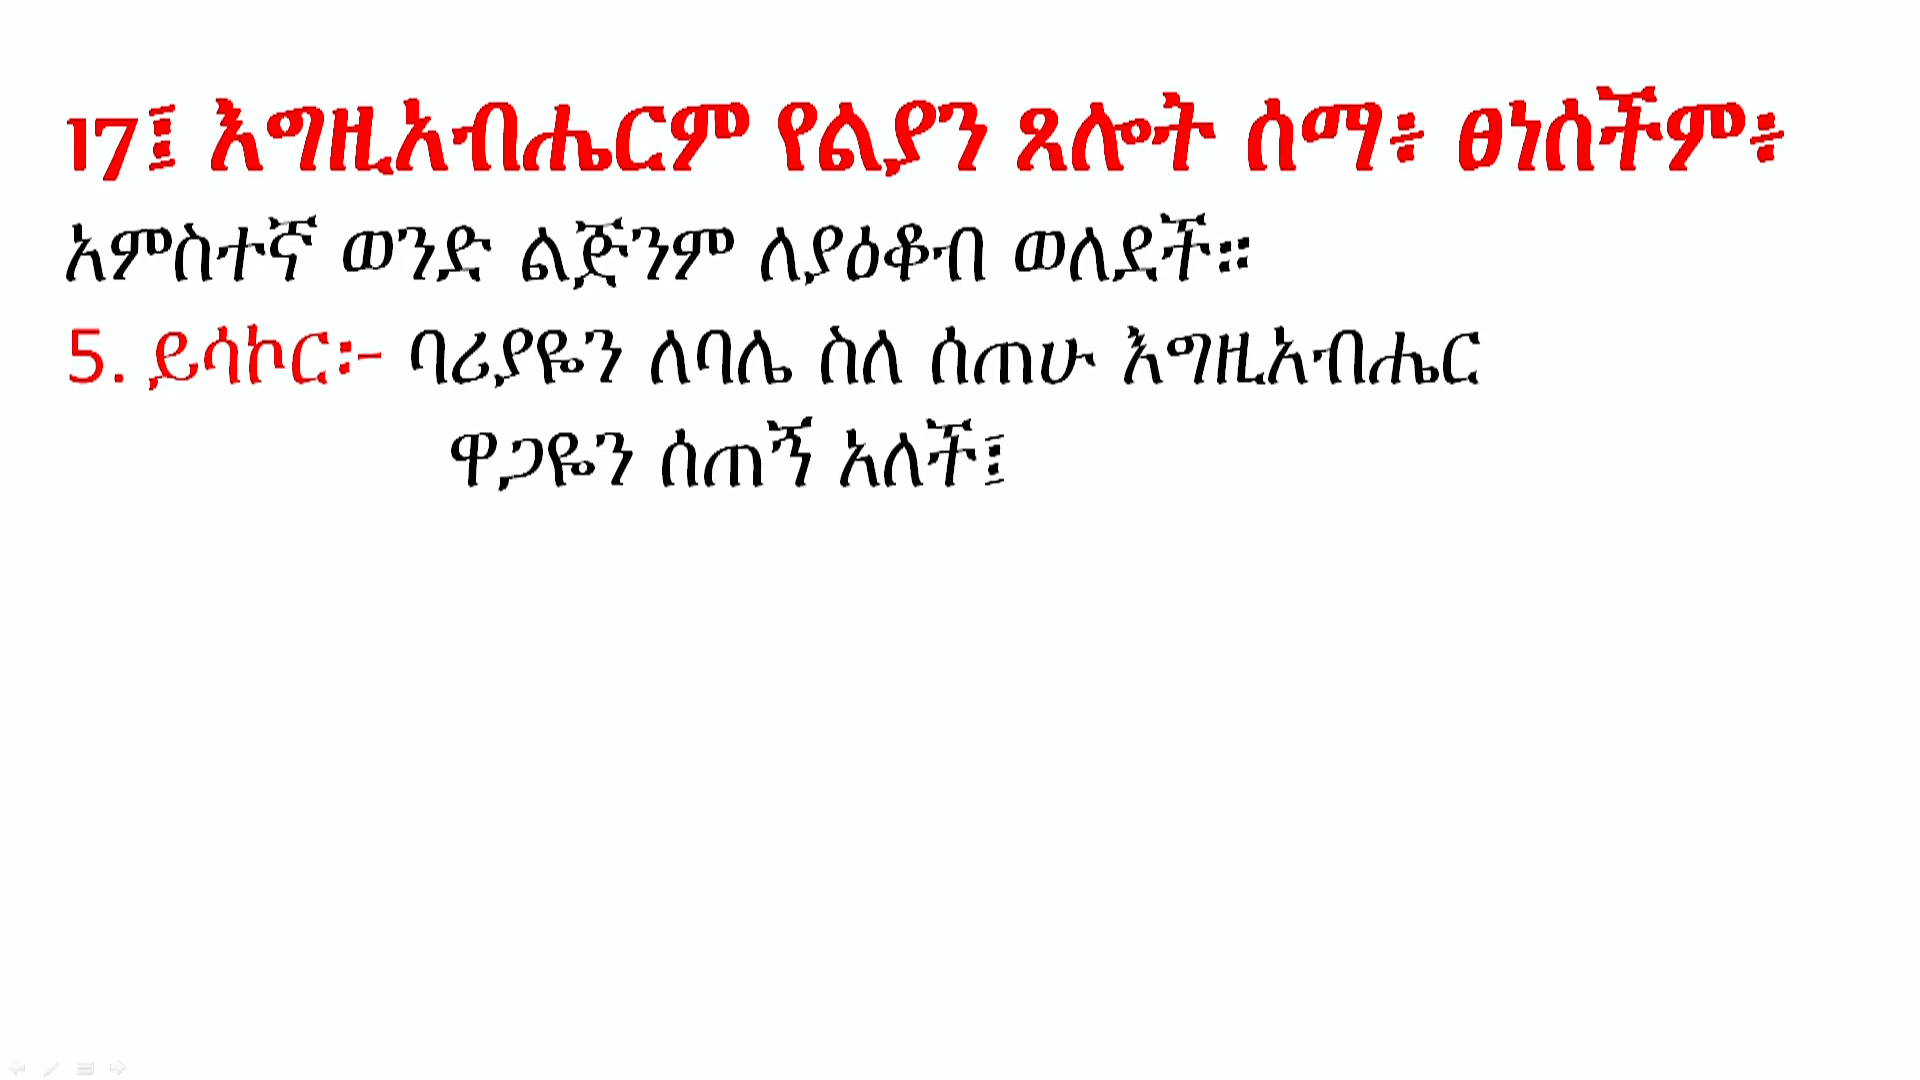 17፤ እግዚአብሔርም የልያን ጸሎት ሰማ፥ ፀነሰችም፥
አምስተኛ ወንድ ልጅንም ለያዕቆብ ወለደች።
5. ይሳኮር፡- ባሪያዬን ለባሌ ስለ ሰጠሁ እግዚአብሔር
ዋጋዬን ሰጠኝ አለች፤